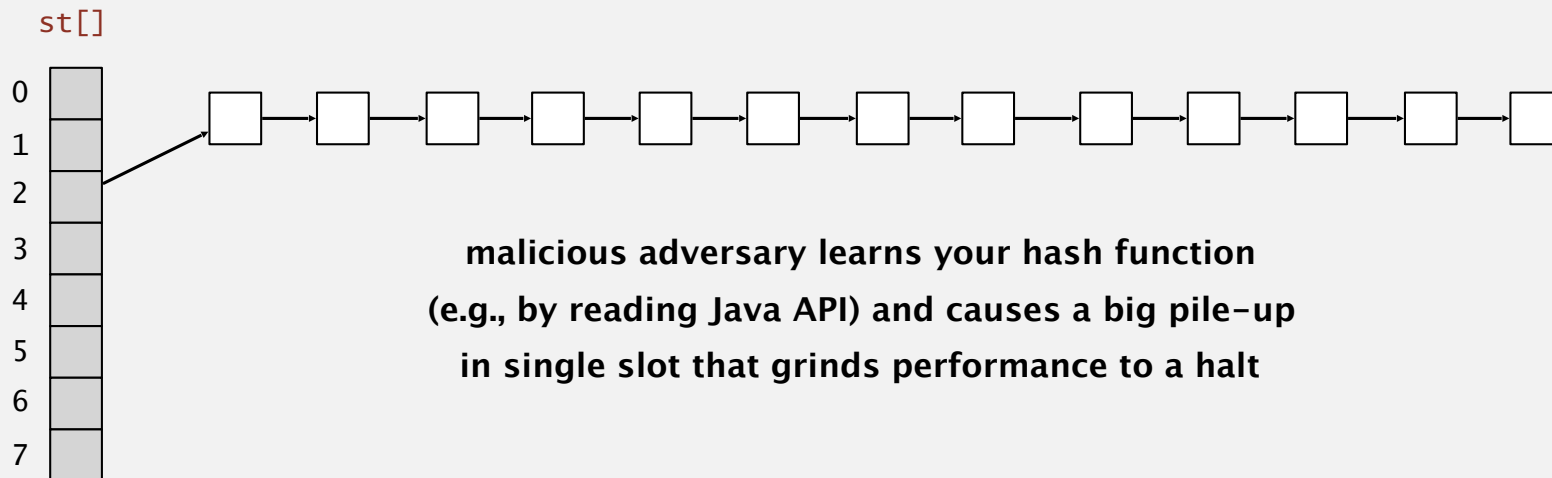 st[]
0
1
2
3
4
5
6
7
malicious adversary learns your hash function
(e.g., by reading Java API) and causes a big pile-up
in single slot that grinds performance to a halt